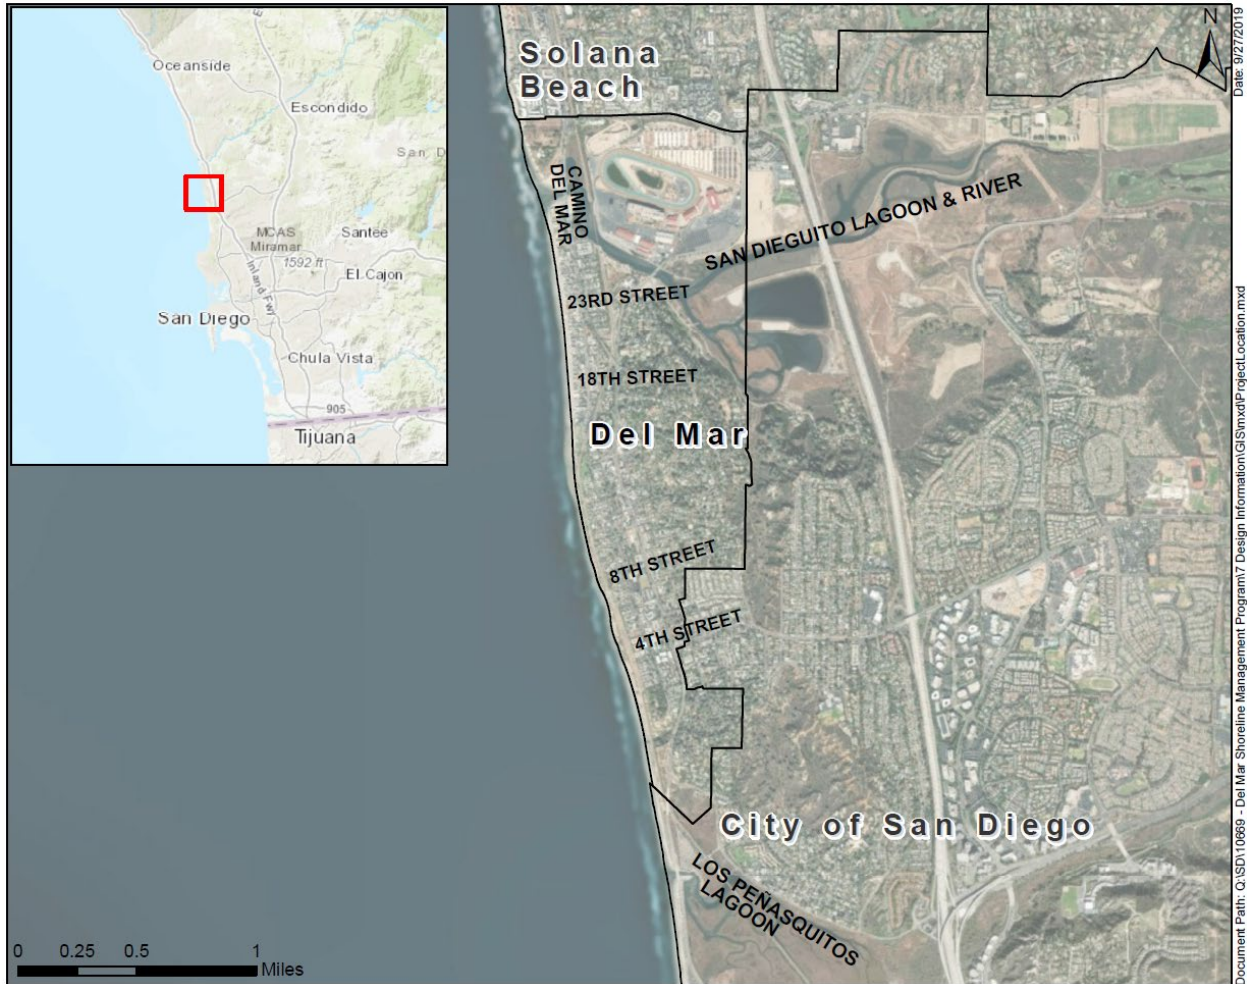 Oceanside
Escondido
San D
MCAS
Miramar
1592 ft
Santee
El Cajon
Inland Fwy
San Diego
Chula Vista
905
Tijuana
Solana
Beach
N
CAMINO
DEL MAR
SAN DIEGUITO LAGOON & RIVER
23RD STREET
18TH STREET
Del Mar
8TH STREET
4TH STREET
City of San Diego
LOS PEÑASQUITOS
LAGOON
0 0.25 0.5 1
Miles
Document Path: Q:\SD\10669 - Del Mar Shoreline Management Program\7 Design Information\GIS\mxd\ProjectLocation.mxd
Date: 9/27/2019